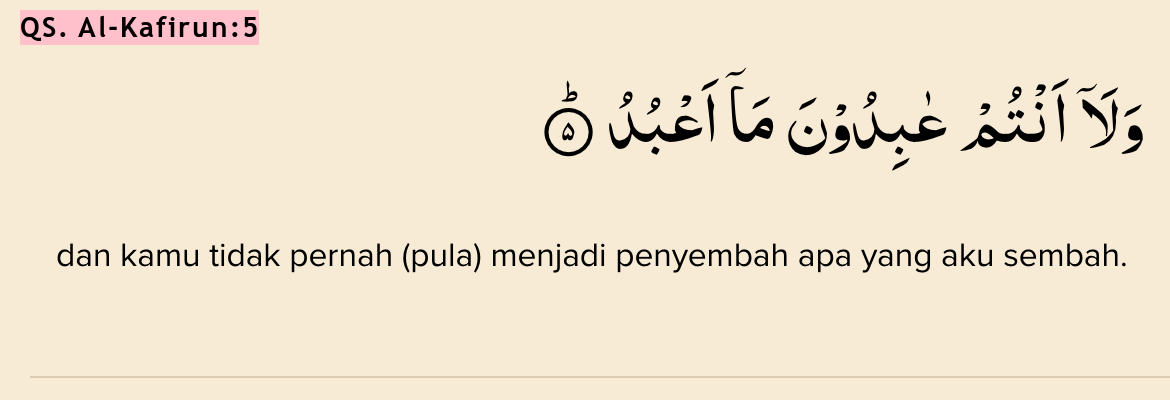 QS. Al-Kafirun:5
وَلَآ اَنْتُمْ عٰبِدُوْنَ مَآ اَعْبُدُۗ ۝٥
dan kamu tidak pernah (pula) menjadi penyembah apa yang aku sembah.